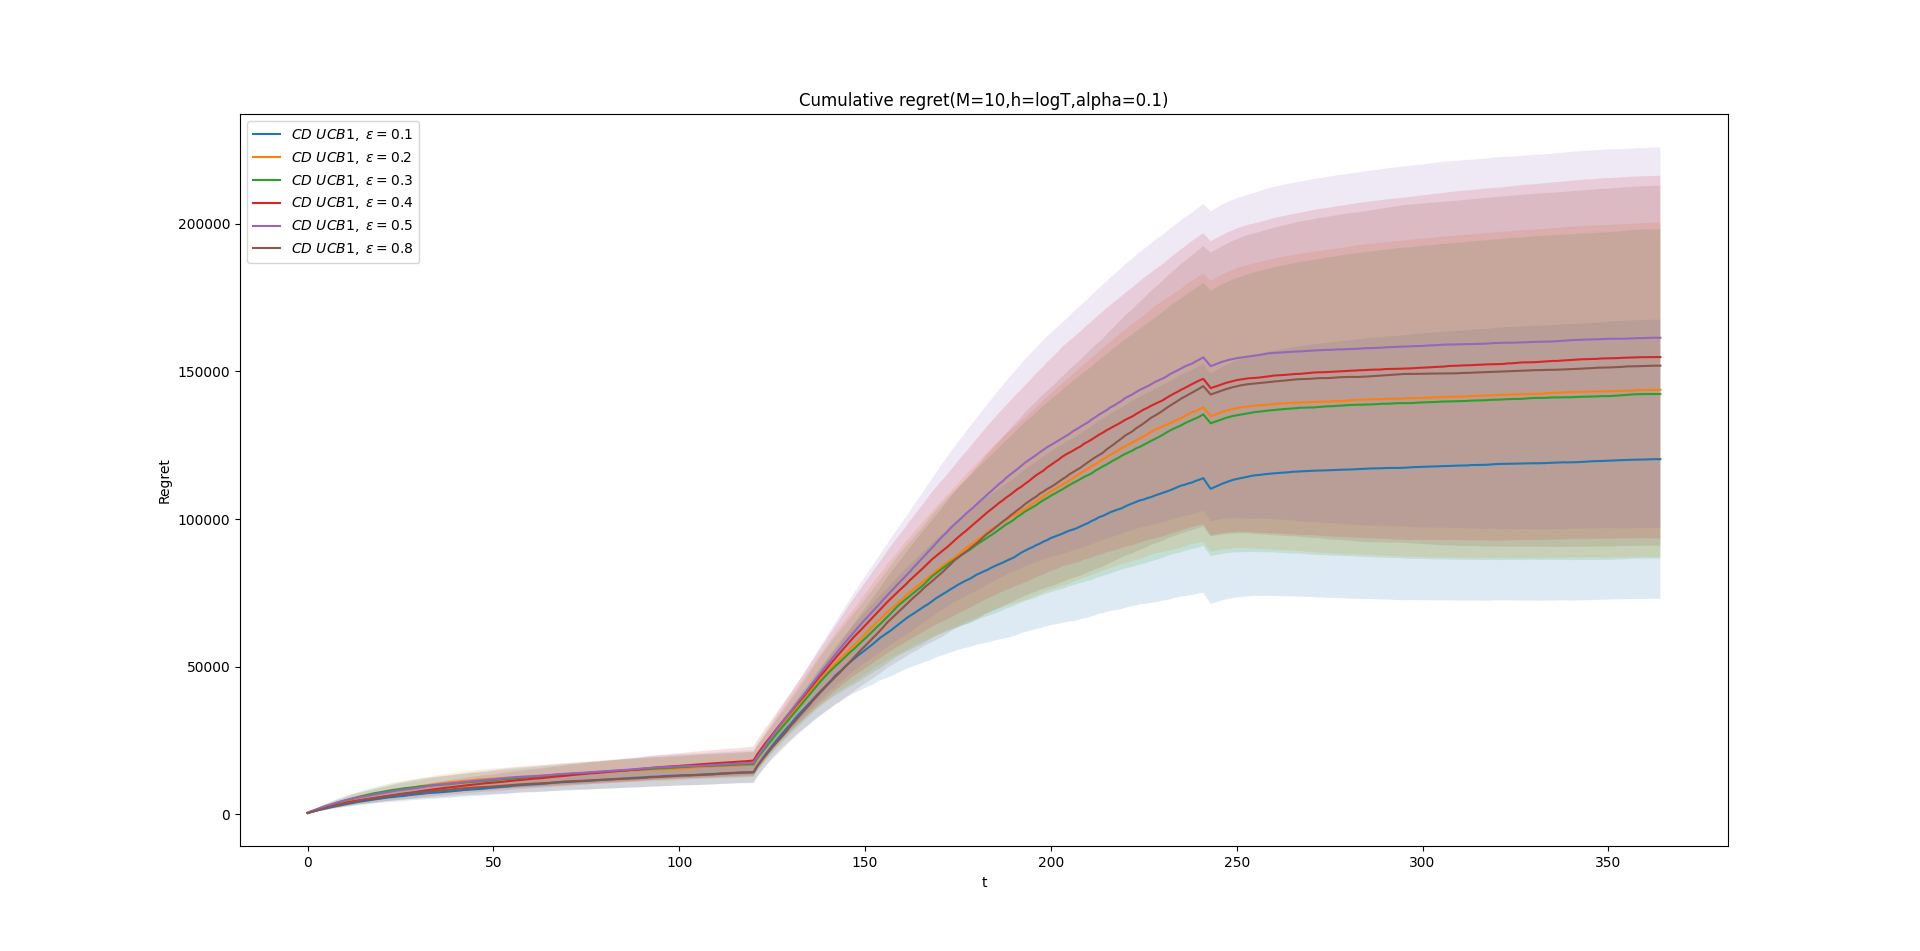 Cumulative regret(M=10,h=logT,alpha=0.1)
CD UCB1, ε = 0.1
CD UCB1, ε = 0.2
CD UCB1, ε = 0.3
CD UCB1, ε = 0.4
CD UCB1, ε = 0.5
CD UCB1, ε = 0.8
200000
150000
100000
50000
0
Regret
0 50 100 150 200 250 300 350
t